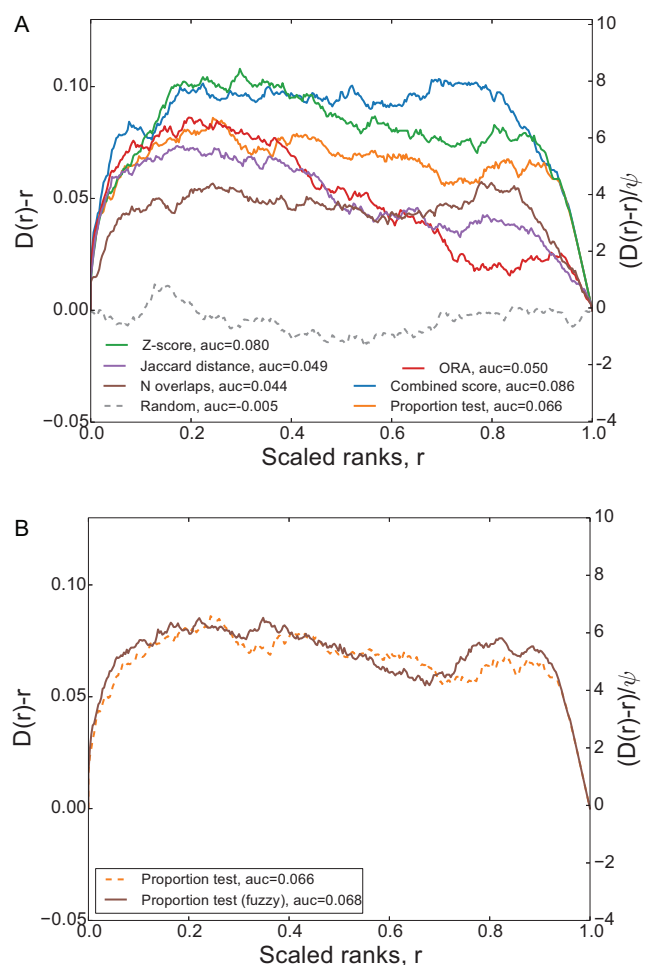 A
0.10
0.05
0.00
−0.05
D(r)-r
10
8
6
4
2
0
−2
−4
(D(r)-r)/ψ
Z-score, auc=0.080
Jaccard distance, auc=0.049
N overlaps, auc=0.044
Random, auc=-0.005
ORA, auc=0.050
Combined score, auc=0.086
Proportion test, auc=0.066
0.0 0.2 0.4 0.6 0.8 1.0
Scaled ranks, r
B
0.10
0.05
0.00
−0.05
D(r)-r
10
8
6
4
2
0
−2
−4
(D(r)-r)/ψ
Proportion test, auc=0.066
Proportion test (fuzzy), auc=0.068
0.0 0.2 0.4 0.6 0.8 1.0
Scaled ranks, r